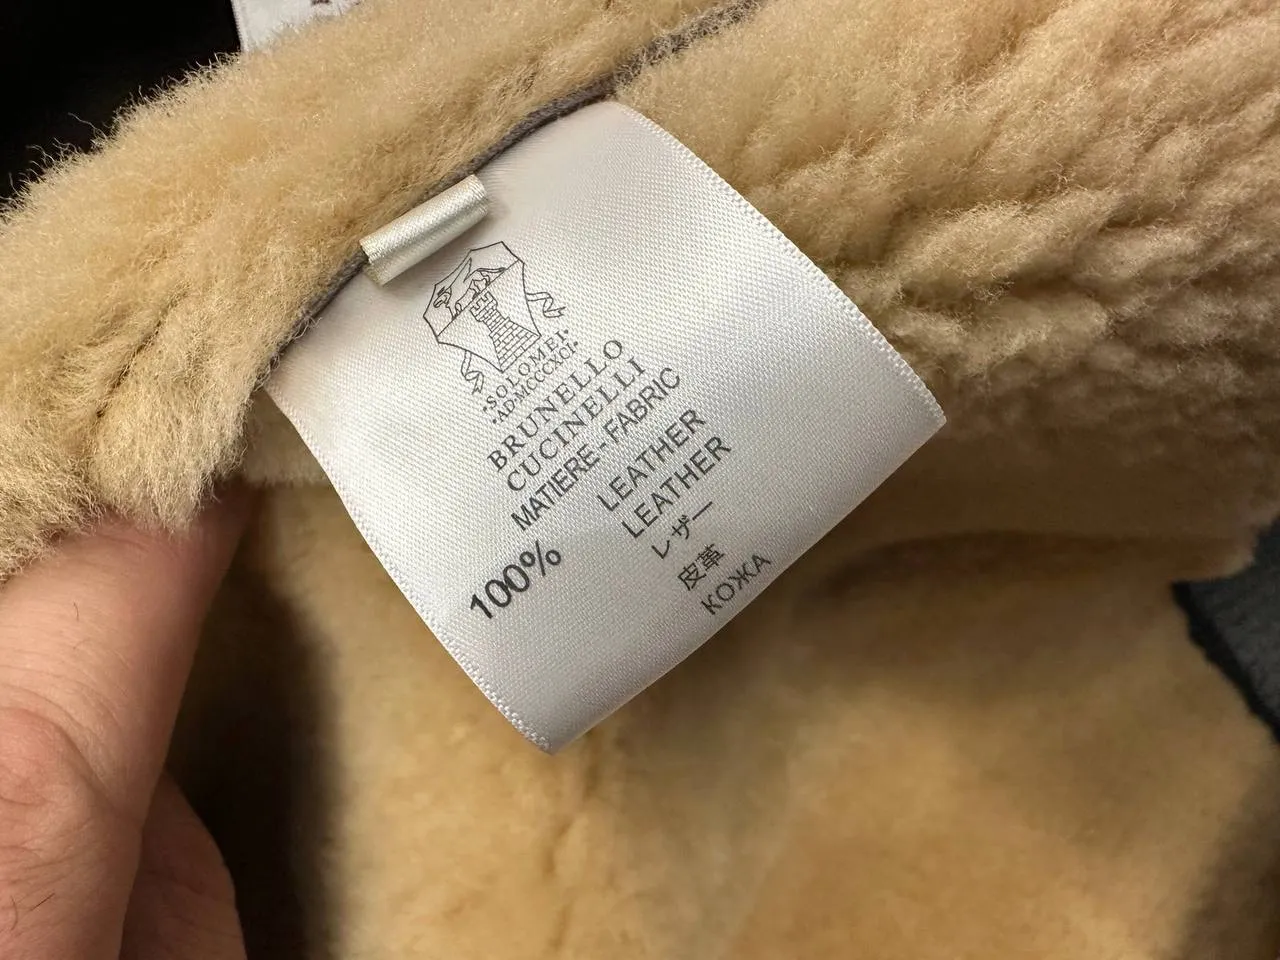 ·SOLOMEI·
·AD·MCCCXCI·
BRUNELLO
CUCINELLI
MATIERE - FABRIC
100% LEATHER
LEATHER
レザー
皮革
КОЖА